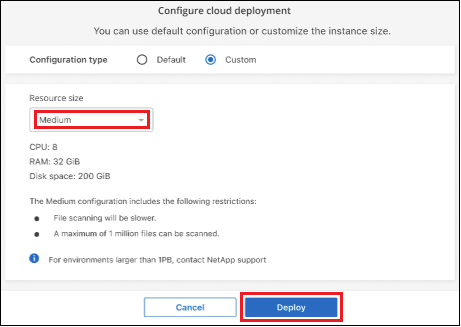 Configure cloud deployment
You can use default configuration or customize the instance size.
Configuration type Default Custom
Resource size
Medium
CPU: 8
RAM: 32 GiB
Disk space: 200 GiB
The Medium configuration includes the following restrictions:
File scanning will be slower.
A maximum of 1 million files can be scanned.
For environments larger than 1PB, contact NetApp support
Cancel Deploy